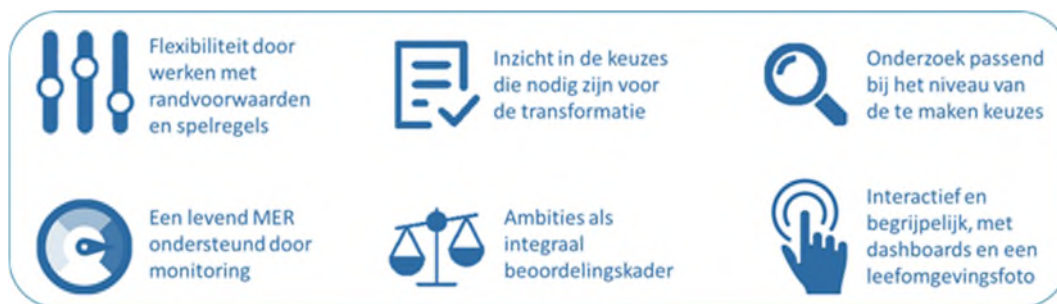 Flexibiliteit door
werken met
randvoorwaarden
en spelregels
Inzicht in de keuzes
die nodig zijn voor
de transformatie
Onderzoek passend
bij het niveau van
de te maken keuzes
Een levend MER
ondersteund door
monitoring
Ambities als
integraal
beoordelingskader
Interactief en
begrijpelijk, met
dashboards en een
leefomgevingsfoto